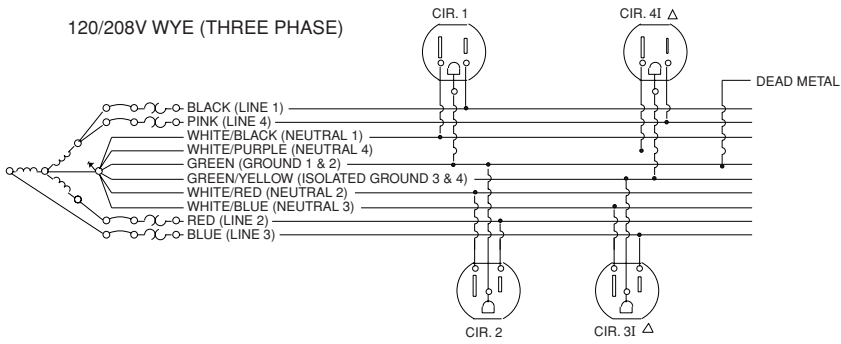 120/208V WYE (THREE PHASE)
CIR. 1
CIR. 4I △
DEAD METAL
BLACK (LINE 1)
PINK (LINE 4)
WHITE/BLACK (NEUTRAL 1)
WHITE/PURPLE (NEUTRAL 4)
GREEN (GROUND 1 & 2)
GREEN/YELLOW (ISOLATED GROUND 3 & 4)
WHITE/RED (NEUTRAL 2)
WHITE/BLUE (NEUTRAL 3)
RED (LINE 2)
BLUE (LINE 3)
CIR. 2
CIR. 3I △